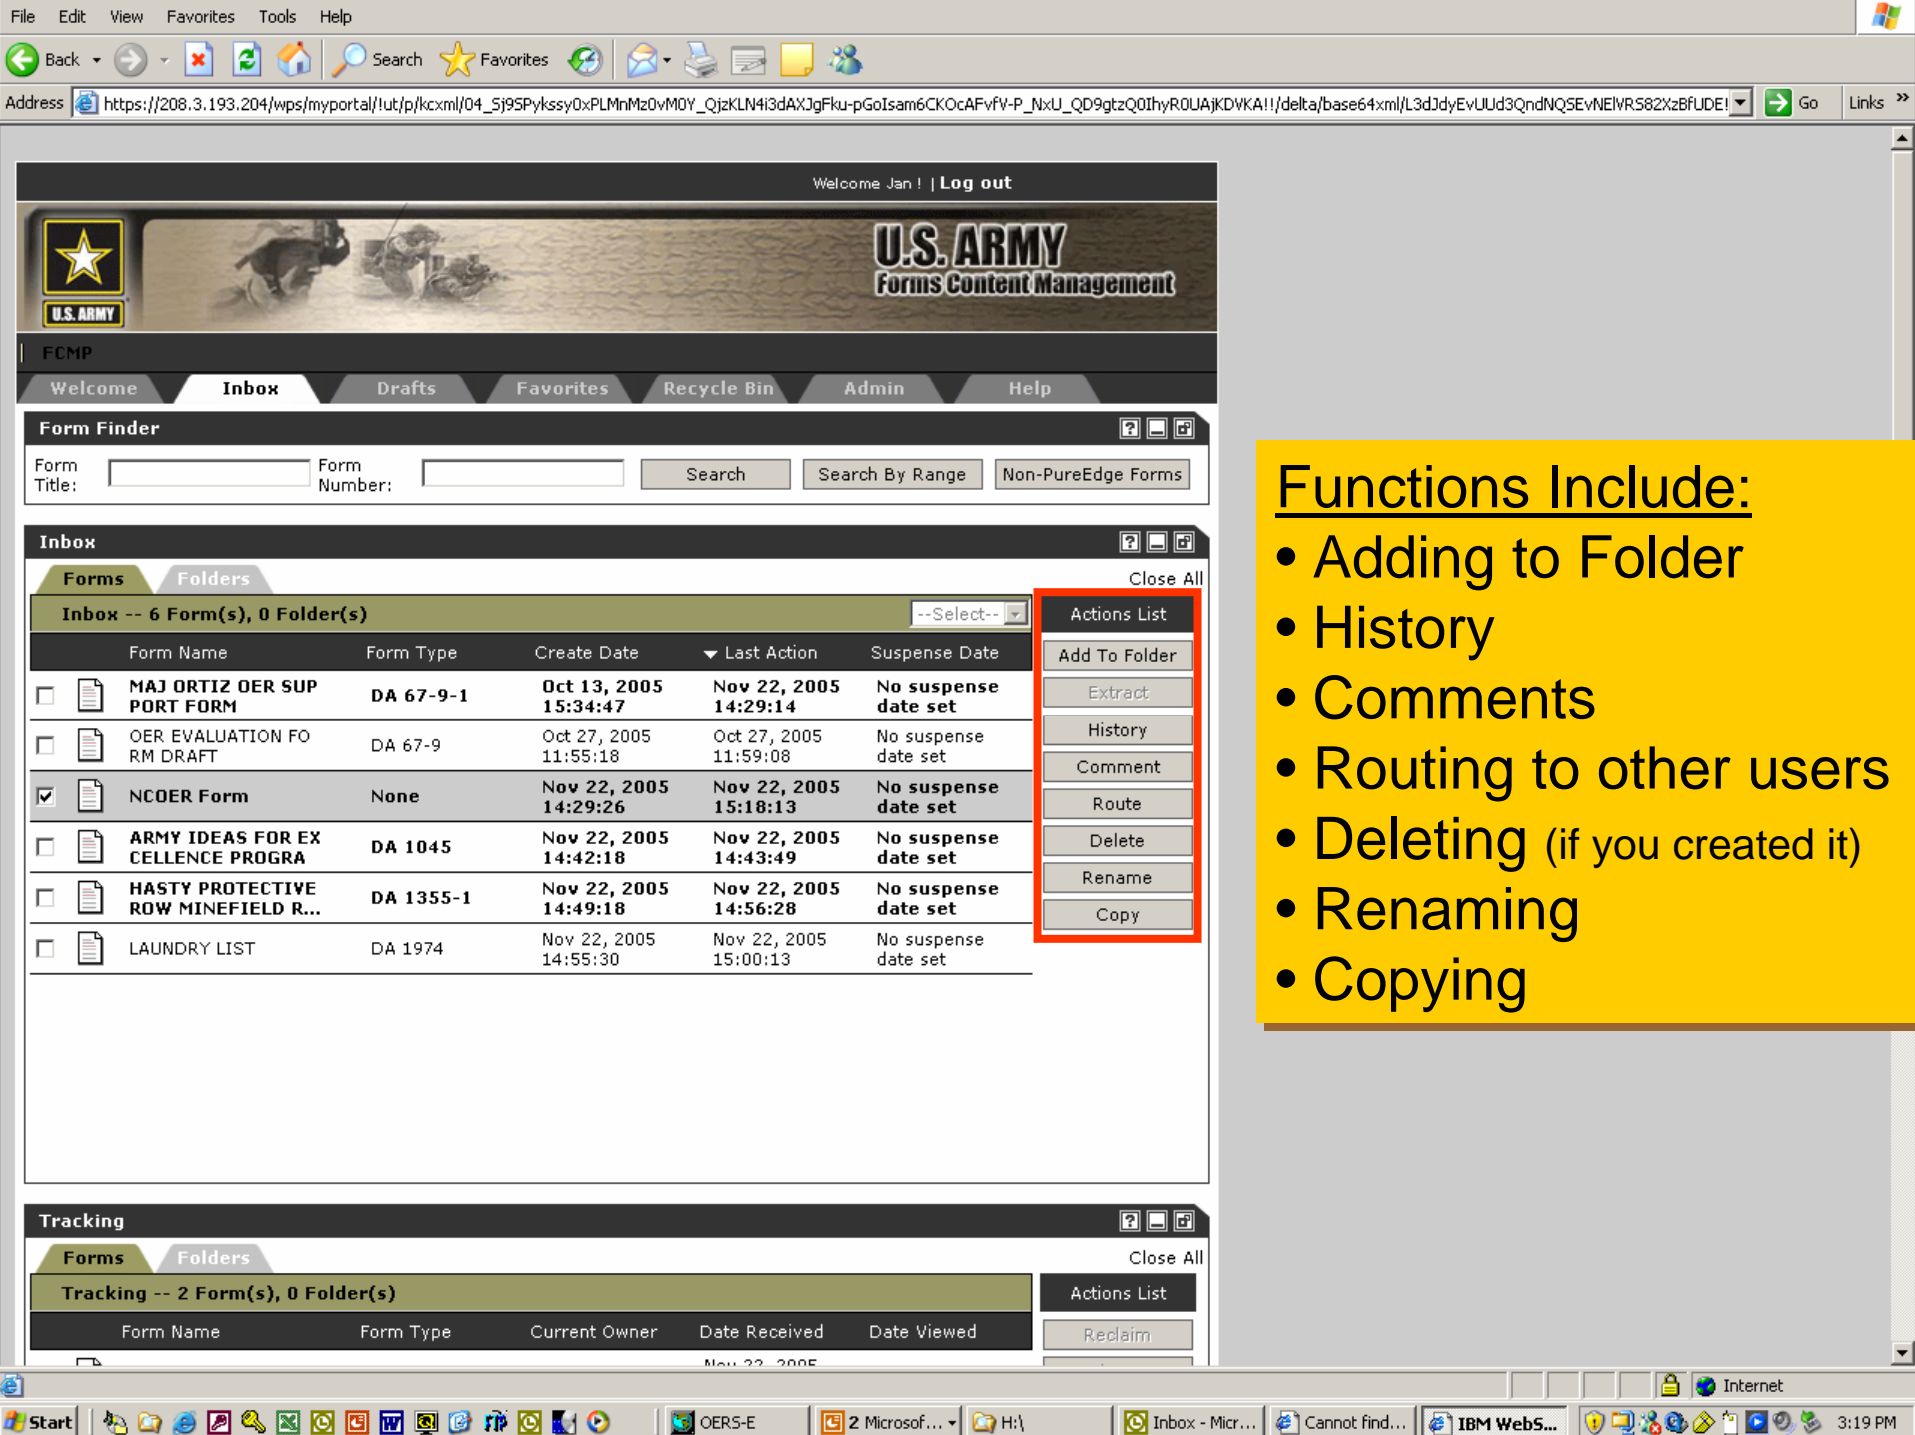 File Edit View Favorites Tools Help
Back Search Favorites
Address https://208.3.193.204/wps/myportal/!ut/p/kcxml/04_Sj9SPykssy0xPLMnMz0vM0Y_QjzKLN4i3dAXJgFku-pGoIsam6CKOcAFvfV-P_NxU_QD9gtzQ0IhyR0UAjKDVKA!!/delta/base64xml/L3dJdyEvUUd3QndNQSEvNElVRS82XzBfUDE! Go Links »
Welcome Jan ! | Log out
U.S. ARMY
U.S. ARMY
Forms Content Management
FCMP
Welcome Inbox Drafts Favorites Recycle Bin Admin Help
Form Finder
Form Title: Form Number: Search Search By Range Non-PureEdge Forms
Inbox
Forms Folders Close All
Inbox -- 6 Form(s), 0 Folder(s) --Select--
Form Name Form Type Create Date Last Action Suspense Date
MAJ ORTIZ OER SUP PORT FORM DA 67-9-1 Oct 13, 2005 15:34:47 Nov 22, 2005 14:29:14 No suspense date set
OER EVALUATION FO RM DRAFT DA 67-9 Oct 27, 2005 11:55:18 Oct 27, 2005 11:59:08 No suspense date set
NCOER Form None Nov 22, 2005 14:29:26 Nov 22, 2005 15:18:13 No suspense date set
ARMY IDEAS FOR EX CELLENCE PROGRA DA 1045 Nov 22, 2005 14:42:18 Nov 22, 2005 14:43:49 No suspense date set
HASTY PROTECTIVE ROW MINEFIELD R... DA 1355-1 Nov 22, 2005 14:49:18 Nov 22, 2005 14:56:28 No suspense date set
LAUNDRY LIST DA 1974 Nov 22, 2005 14:55:30 Nov 22, 2005 15:00:13 No suspense date set
Actions List
Add To Folder
Extract
History
Comment
Route
Delete
Rename
Copy
Functions Include:
• Adding to Folder
• History
• Comments
• Routing to other users
• Deleting (if you created it)
• Renaming
• Copying
Tracking
Forms Folders Close All
Tracking -- 2 Form(s), 0 Folder(s) Actions List
Form Name Form Type Current Owner Date Received Date Viewed Reclaim
Nov 22, 2005
Internet
Start OERS-E 2 Microsof... H:\ Inbox - Micr... Cannot find... IBM WebS... 3:19 PM